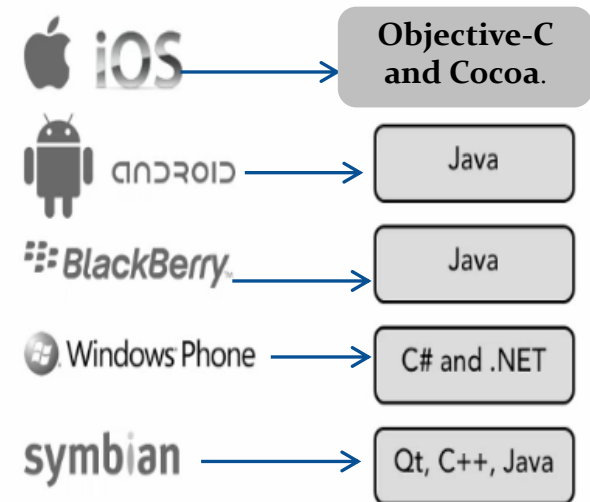 iOS
Objective-C
and Cocoa.
android
Java
BlackBerry
Java
Windows Phone
C# and .NET
symbian
Qt, C++, Java